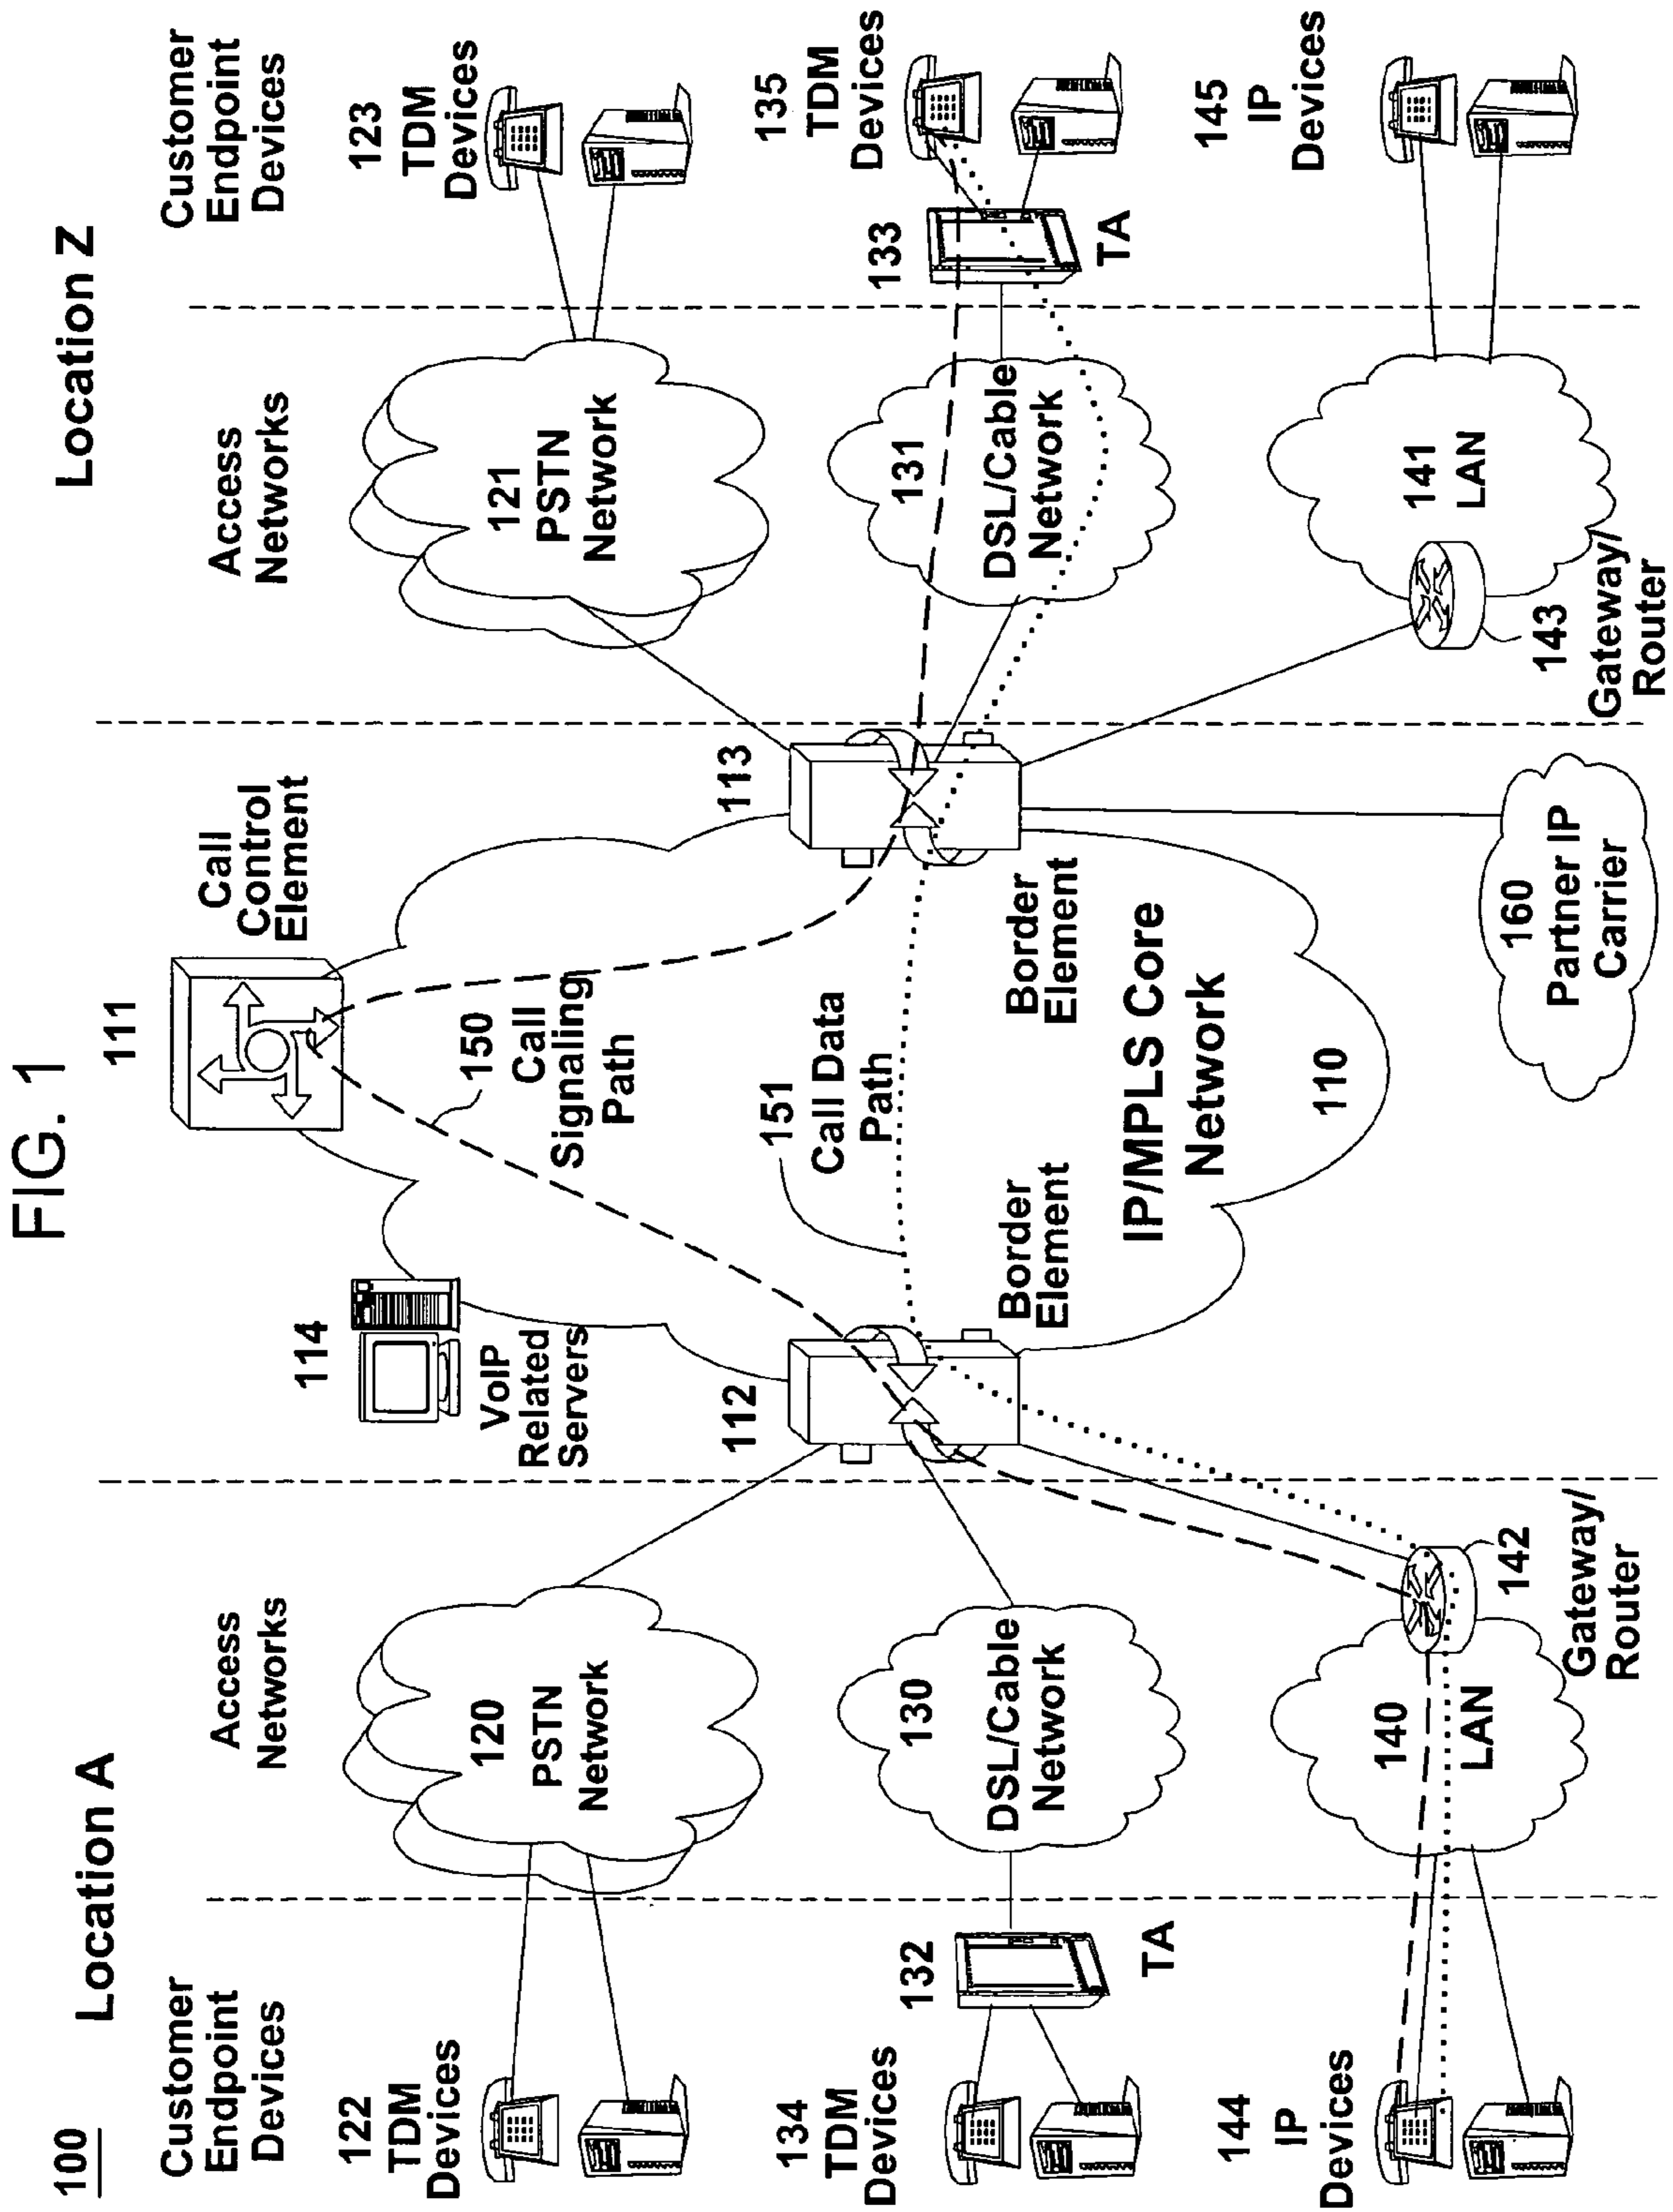 FIG. 1
100
Location A
Location Z
Customer
Endpoint
Devices
Access
Networks
111
Call
Control
Element
Access
Networks
Customer
Endpoint
Devices
122
TDM
Devices
120
PSTN
Network
114
VoIP
Related
Servers
150
Call
Signaling
Path
121
PSTN
Network
123
TDM
Devices
134
TDM
Devices
132
TA
130
DSL/Cable
Network
112
Border
Element
151
Call Data
Path
113
Border
Element
131
DSL/Cable
Network
133
TA
135
TDM
Devices
IP/MPLS Core
Network
110
144
IP
Devices
140
LAN
142
Gateway/
Router
160
Partner IP
Carrier
143
Gateway/
Router
141
LAN
145
IP
Devices